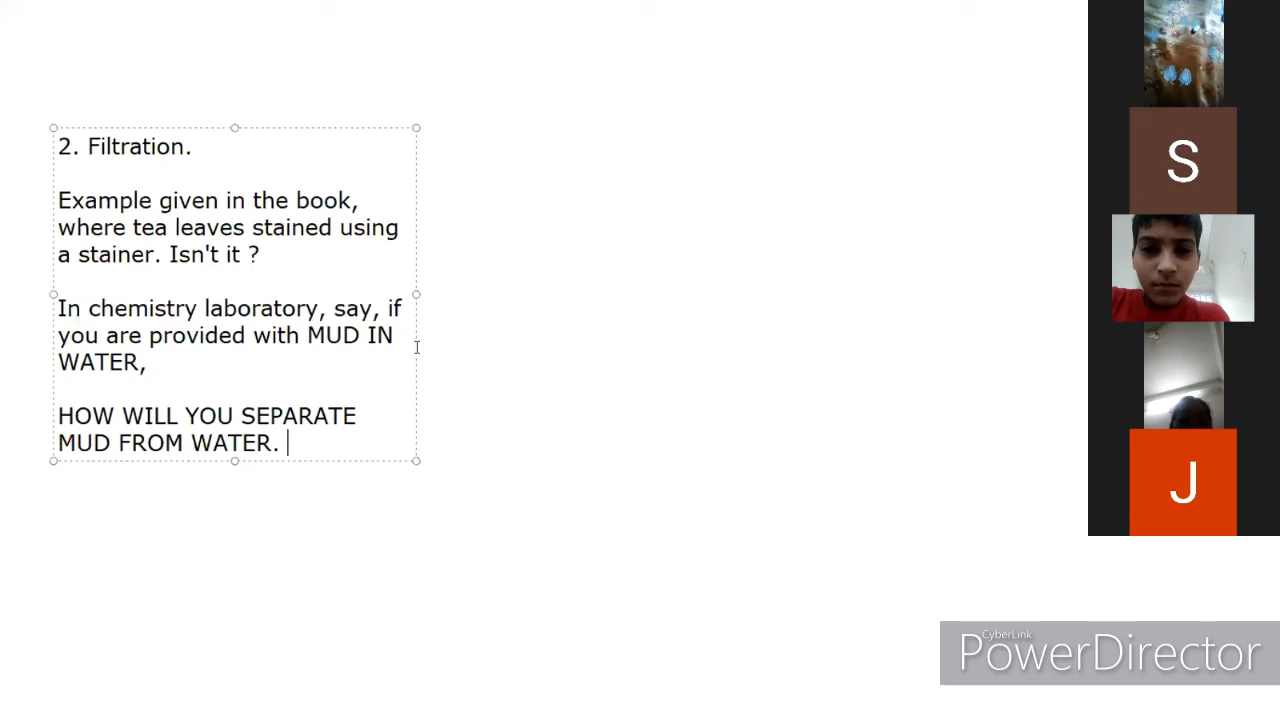 2. Filtration.
Example given in the book,
where tea leaves stained using
a stainer. Isn't it ?
In chemistry laboratory, say, if
you are provided with MUD IN
WATER,
HOW WILL YOU SEPARATE
MUD FROM WATER.
S
J
CyberLink
PowerDirector